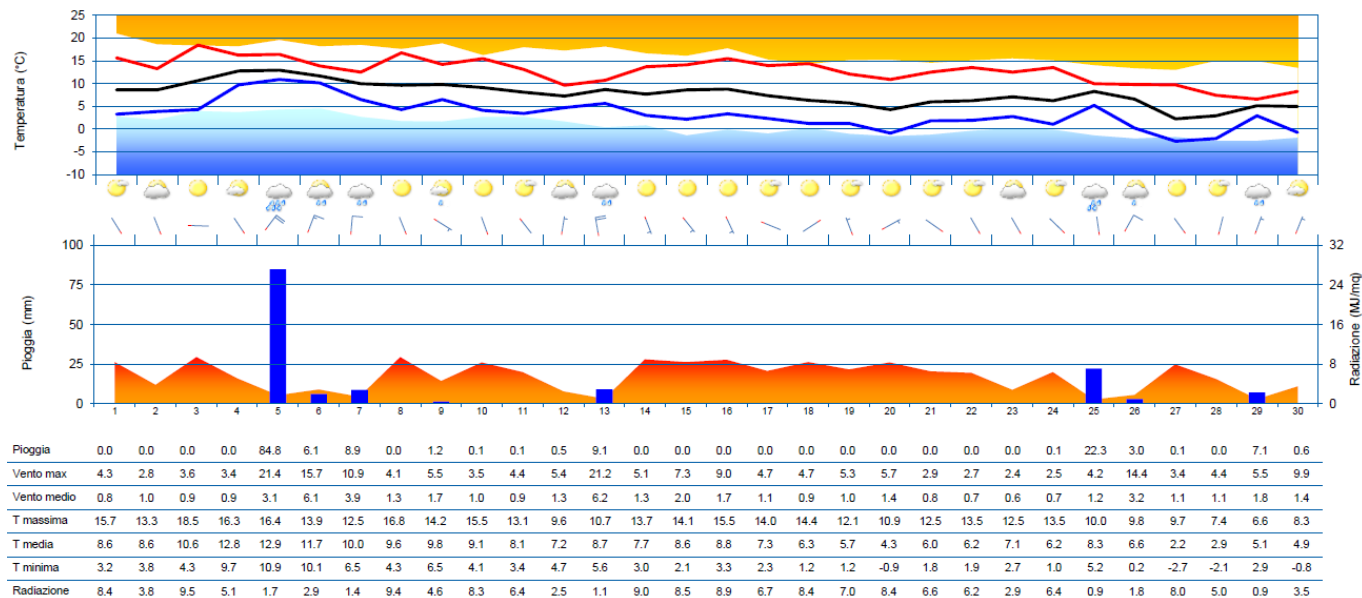 Temperatura (°C)
25
20
15
10
5
0
-5
-10
Pioggia (mm)
100
75
50
25
0
Radiazione (MJ/mq)
32
24
16
8
0
1 2 3 4 5 6 7 8 9 10 11 12 13 14 15 16 17 18 19 20 21 22 23 24 25 26 27 28 29 30
Pioggia 0.0 0.0 0.0 0.0 84.8 6.1 8.9 0.0 1.2 0.1 0.1 0.5 9.1 0.0 0.0 0.0 0.0 0.0 0.0 0.0 0.0 0.0 0.0 0.1 22.3 3.0 0.1 0.0 7.1 0.6
Vento max 4.3 2.8 3.6 3.4 21.4 15.7 10.9 4.1 5.5 3.5 4.4 5.4 21.2 5.1 7.3 9.0 4.7 4.7 5.3 5.7 2.9 2.7 2.4 2.5 4.2 14.4 3.4 4.4 5.5 9.9
Vento medio 0.8 1.0 0.9 0.9 3.1 6.1 3.9 1.3 1.7 1.0 0.9 1.3 6.2 1.3 2.0 1.7 1.1 0.9 1.0 1.4 0.8 0.7 0.6 0.7 1.2 3.2 1.1 1.1 1.8 1.4
T massima 15.7 13.3 18.5 16.3 16.4 13.9 12.5 16.8 14.2 15.5 13.1 9.6 10.7 13.7 14.1 15.5 14.0 14.4 12.1 10.9 12.5 13.5 12.5 13.5 10.0 9.8 9.7 7.4 6.6 8.3
T media 8.6 8.6 10.6 12.8 12.9 11.7 10.0 9.6 9.8 9.1 8.1 7.2 8.7 7.7 8.6 8.8 7.3 6.3 5.7 4.3 6.0 6.2 7.1 6.2 8.3 6.6 2.2 2.9 5.1 4.9
T minima 3.2 3.8 4.3 9.7 10.9 10.1 6.5 4.3 6.5 4.1 3.4 4.7 5.6 3.0 2.1 3.3 2.3 1.2 1.2 -0.9 1.8 1.9 2.7 1.0 5.2 0.2 -2.7 -2.1 2.9 -0.8
Radiazione 8.4 3.8 9.5 5.1 1.7 2.9 1.4 9.4 4.6 8.3 6.4 2.5 1.1 9.0 8.5 8.9 6.7 8.4 7.0 8.4 6.6 6.2 2.9 6.4 0.9 1.8 8.0 5.0 0.9 3.5